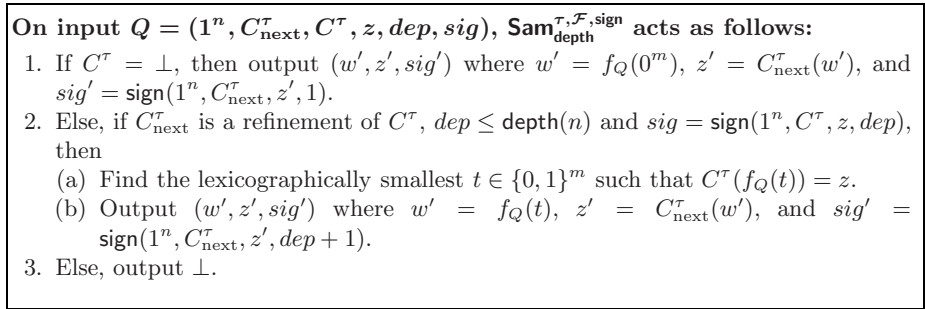 On input Q = (1^n, C^τ_next, C^τ, z, dep, sig), Sam^{τ,F,sign}_depth acts as follows:
1. If C^τ = ⊥, then output (w′, z′, sig′) where w′ = f_Q(0^m), z′ = C^τ_next(w′), and
sig′ = sign(1^n, C^τ_next, z′, 1).
2. Else, if C^τ_next is a refinement of C^τ, dep ≤ depth(n) and sig = sign(1^n, C^τ, z, dep),
then
(a) Find the lexicographically smallest t ∈ {0, 1}^m such that C^τ(f_Q(t)) = z.
(b) Output (w′, z′, sig′) where w′ = f_Q(t), z′ = C^τ_next(w′), and sig′ =
sign(1^n, C^τ_next, z′, dep + 1).
3. Else, output ⊥.